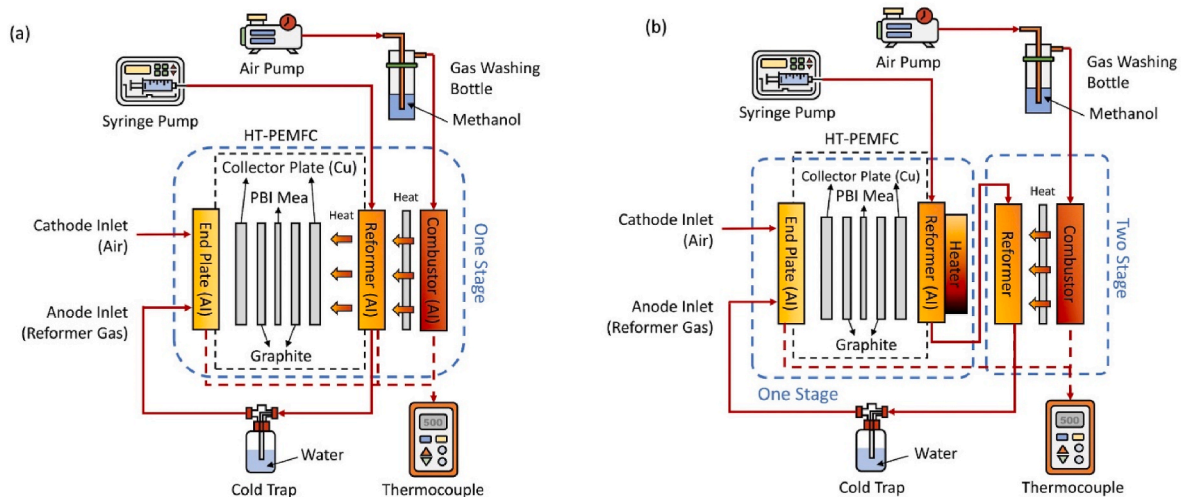 (a)
Air Pump
Gas Washing
Bottle
Methanol
Syringe Pump
HT-PEMFC
Collector Plate (Cu)
PBI Mea
Heat
Heat
Cathode Inlet
(Air)
Anode Inlet
(Reformer Gas)
End Plate (Al)
Reformer (Al)
Combustor (Al)
One Stage
Graphite
Water
Cold Trap
500
Thermocouple
(b)
Air Pump
Gas Washing
Bottle
Methanol
Syringe Pump
HT-PEMFC
Collector Plate (Cu)
PBI Mea
Heat
Cathode Inlet
(Air)
Anode Inlet
(Reformer Gas)
End Plate (Al)
Reformer (Al)
Heater
Reformer
Combustor
Two Stage
Graphite
One Stage
Water
Cold Trap
500
Thermocouple